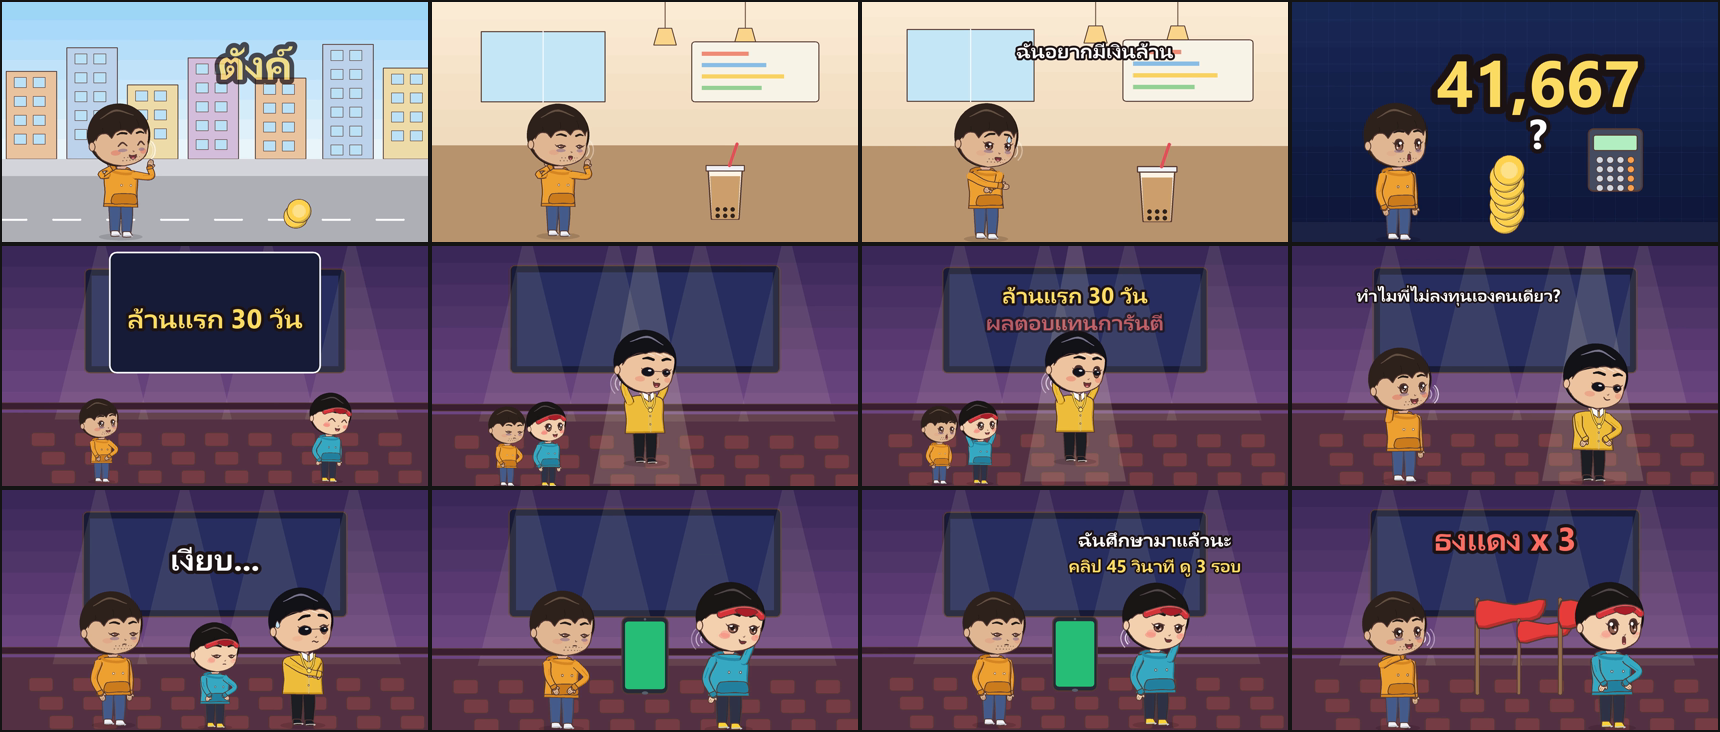 ตังค์
ฉันอยากมีเงินล้าน
41,667
?
ล้านแรก 30 วัน
ล้านแรก 30 วัน
ผลตอบแทนการันตี
ทำไมพี่ไม่ลงทุนเองคนเดียว?
เงียบ...
ฉันศึกษามาแล้วนะ
คลิป 45 วินาที ดู 3 รอบ
ธงแดง x 3